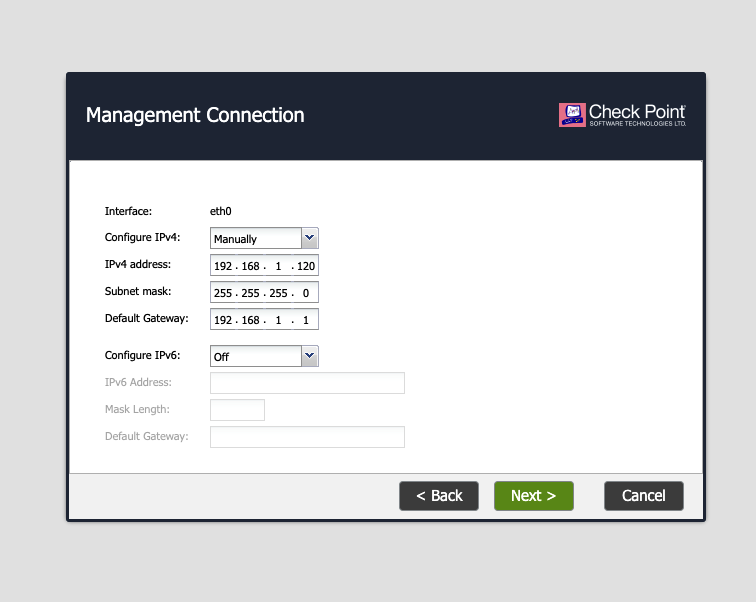 Management Connection
Check Point
SOFTWARE TECHNOLOGIES LTD.
Interface: eth0
Configure IPv4: Manually
IPv4 address: 192 . 168 . 1 . 120
Subnet mask: 255 . 255 . 255 . 0
Default Gateway: 192 . 168 . 1 . 1
Configure IPv6: Off
IPv6 Address:
Mask Length:
Default Gateway:
< Back Next > Cancel